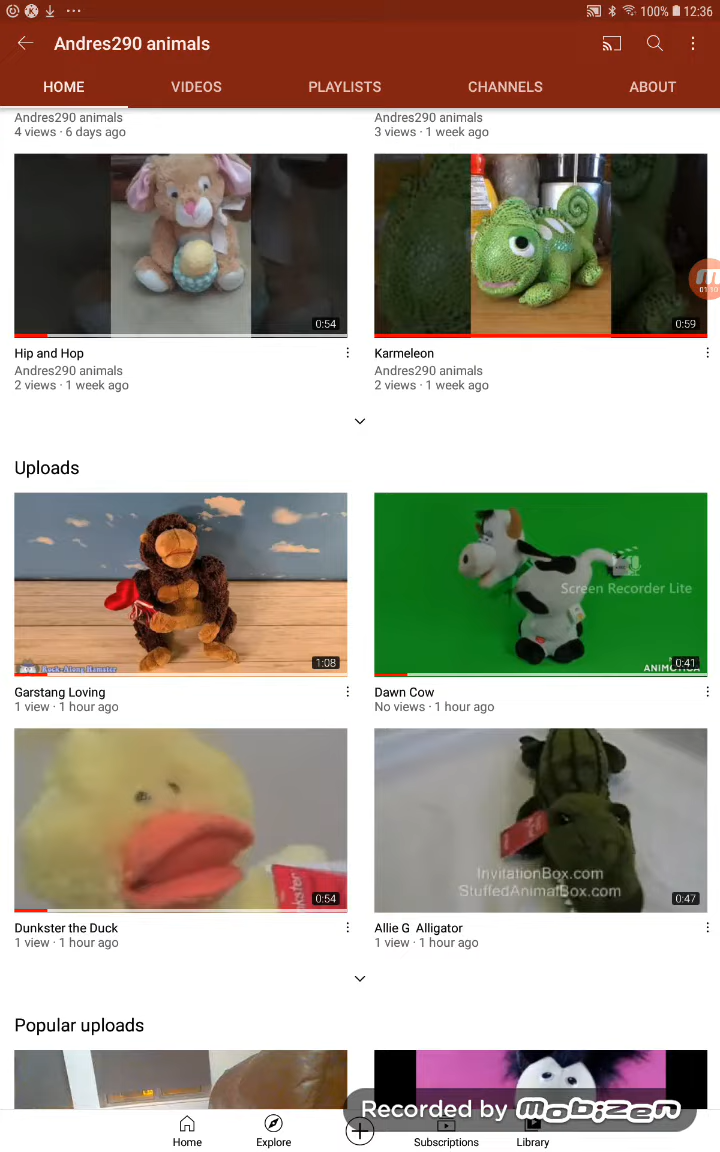 100% 12:36
Andres290 animals
HOME VIDEOS PLAYLISTS CHANNELS ABOUT
Andres290 animals
4 views · 6 days ago
Andres290 animals
3 views · 1 week ago
0:54
0:59
Hip and Hop
Andres290 animals
2 views · 1 week ago
Karmeleon
Andres290 animals
2 views · 1 week ago
Uploads
Rock-Along Hamster
1:08
Screen Recorder Lite
0:41
Garstang Loving
1 view · 1 hour ago
Dawn Cow
No views · 1 hour ago
0:54
InvitationBox.com
StuffedAnimalBox.com
0:47
Dunkster the Duck
1 view · 1 hour ago
Allie G Alligator
1 view · 1 hour ago
Popular uploads
Recorded by Mobizen
Home Explore Subscriptions Library